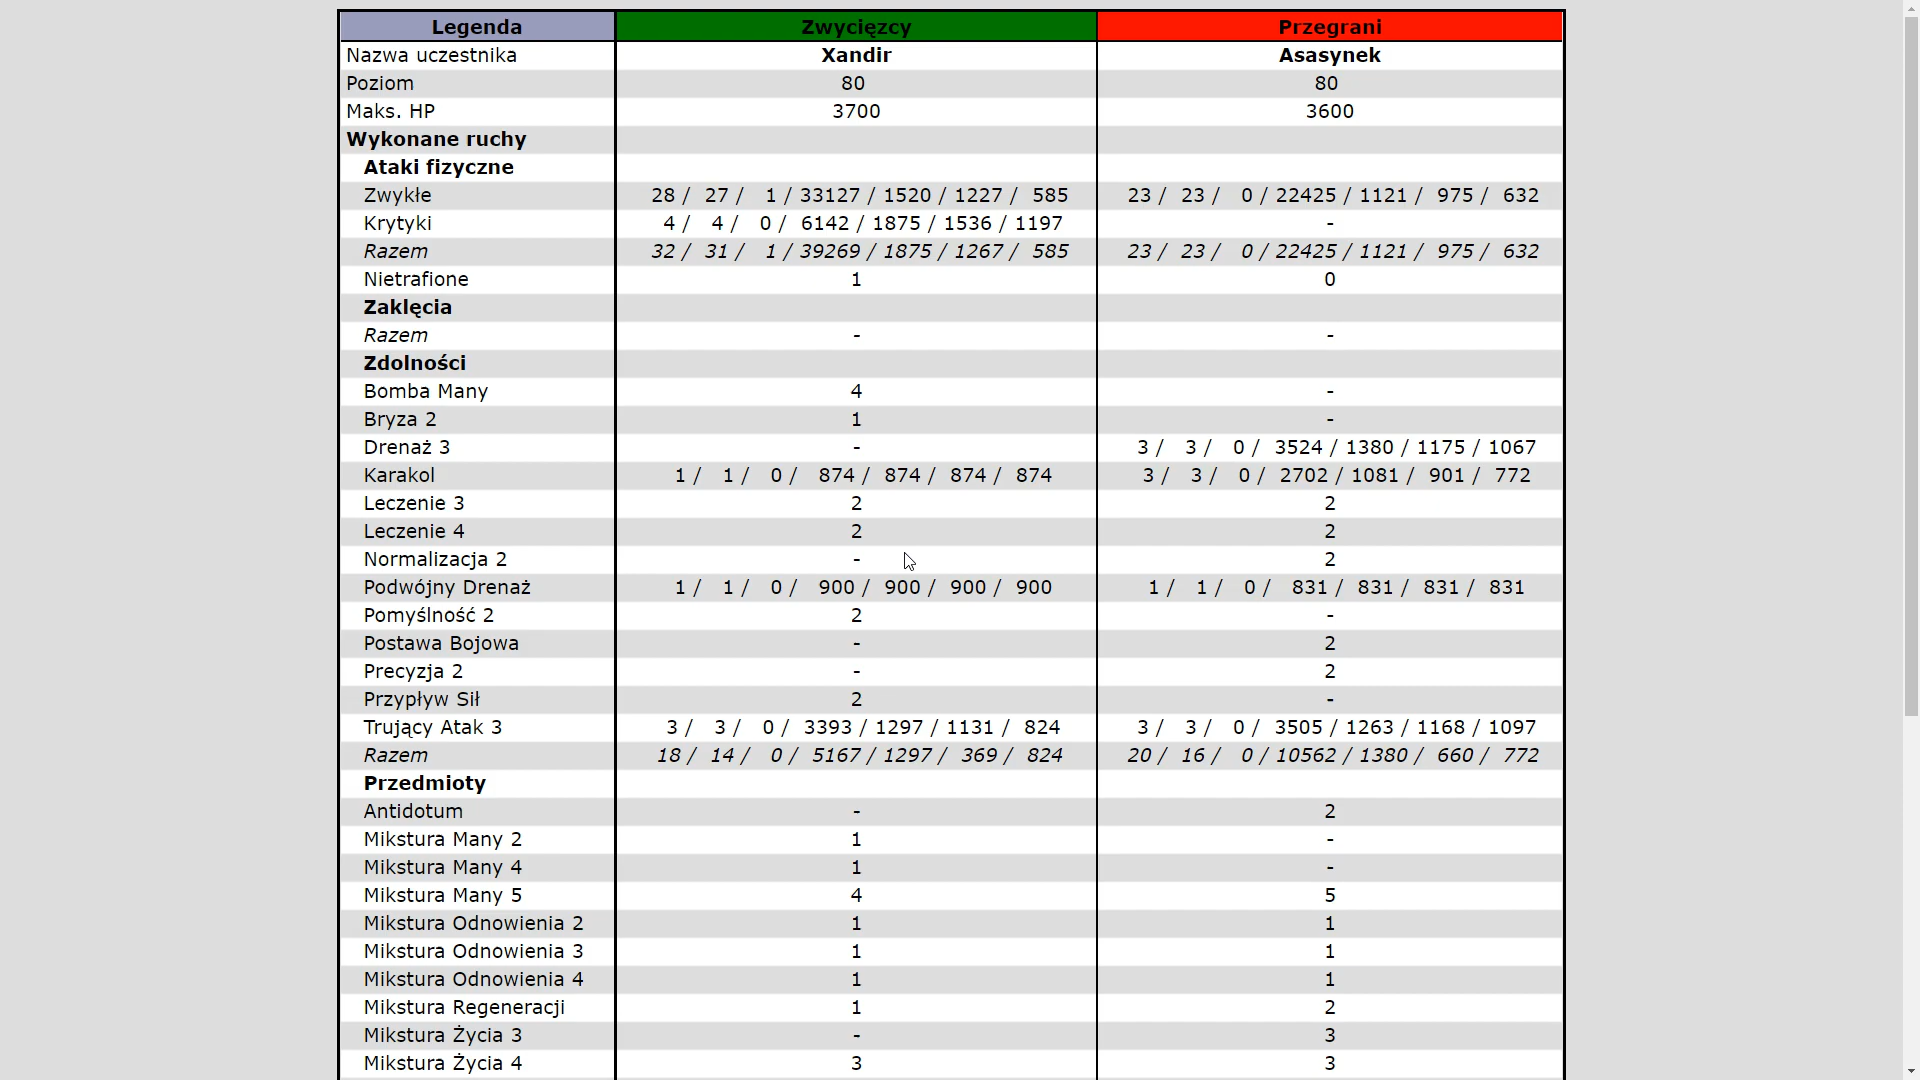 Legenda Zwycięzcy Przegrani
Nazwa uczestnika Xandir Asasynek
Poziom 80 80
Maks. HP 3700 3600
Wykonane ruchy
Ataki fizyczne
Zwykłe 28 / 27 / 1 / 33127 / 1520 / 1227 / 585 23 / 23 / 0 / 22425 / 1121 / 975 / 632
Krytyki 4 / 4 / 0 / 6142 / 1875 / 1536 / 1197 -
Razem 32 / 31 / 1 / 39269 / 1875 / 1267 / 585 23 / 23 / 0 / 22425 / 1121 / 975 / 632
Nietrafione 1 0
Zaklęcia
Razem - -
Zdolności
Bomba Many 4 -
Bryza 2 1 -
Drenaż 3 - 3 / 3 / 0 / 3524 / 1380 / 1175 / 1067
Karakol 1 / 1 / 0 / 874 / 874 / 874 / 874 3 / 3 / 0 / 2702 / 1081 / 901 / 772
Leczenie 3 2 2
Leczenie 4 2 2
Normalizacja 2 - 2
Podwójny Drenaż 1 / 1 / 0 / 900 / 900 / 900 / 900 1 / 1 / 0 / 831 / 831 / 831 / 831
Pomyślność 2 2 -
Postawa Bojowa - 2
Precyzja 2 - 2
Przypływ Sił 2 -
Trujący Atak 3 3 / 3 / 0 / 3393 / 1297 / 1131 / 824 3 / 3 / 0 / 3505 / 1263 / 1168 / 1097
Razem 18 / 14 / 0 / 5167 / 1297 / 369 / 824 20 / 16 / 0 / 10562 / 1380 / 660 / 772
Przedmioty
Antidotum - 2
Mikstura Many 2 1 -
Mikstura Many 4 1 -
Mikstura Many 5 4 5
Mikstura Odnowienia 2 1 1
Mikstura Odnowienia 3 1 1
Mikstura Odnowienia 4 1 1
Mikstura Regeneracji 1 2
Mikstura Życia 3 - 3
Mikstura Życia 4 3 3